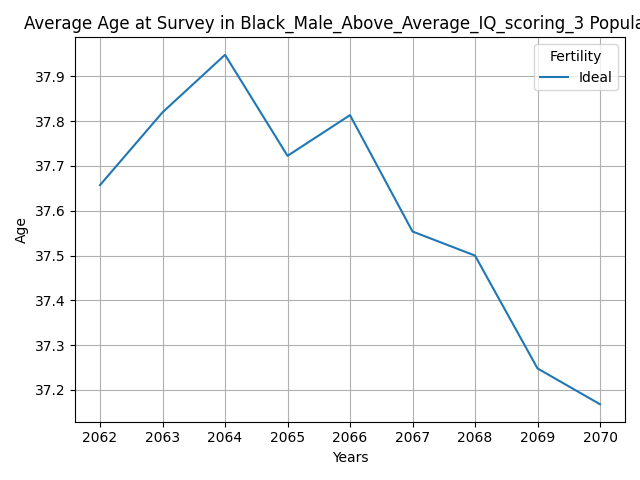 Average Age at Survey in Black_Male_Above_Average_IQ_scoring_3 Popula
Fertility
Ideal
37.9
37.8
37.7
37.6
37.5
37.4
37.3
37.2
Age
2062 2063 2064 2065 2066 2067 2068 2069 2070
Years